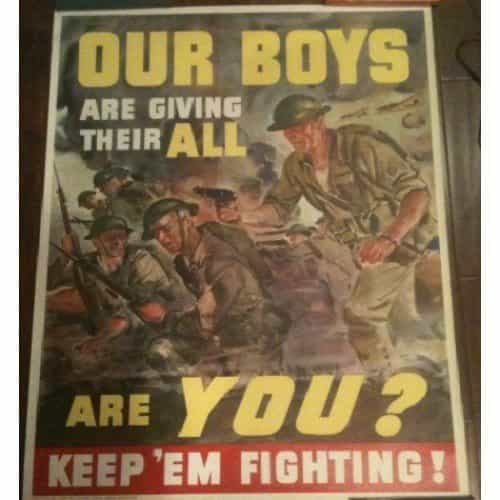 OUR BOYS
ARE GIVING
THEIR ALL
ARE YOU?
KEEP 'EM FIGHTING!